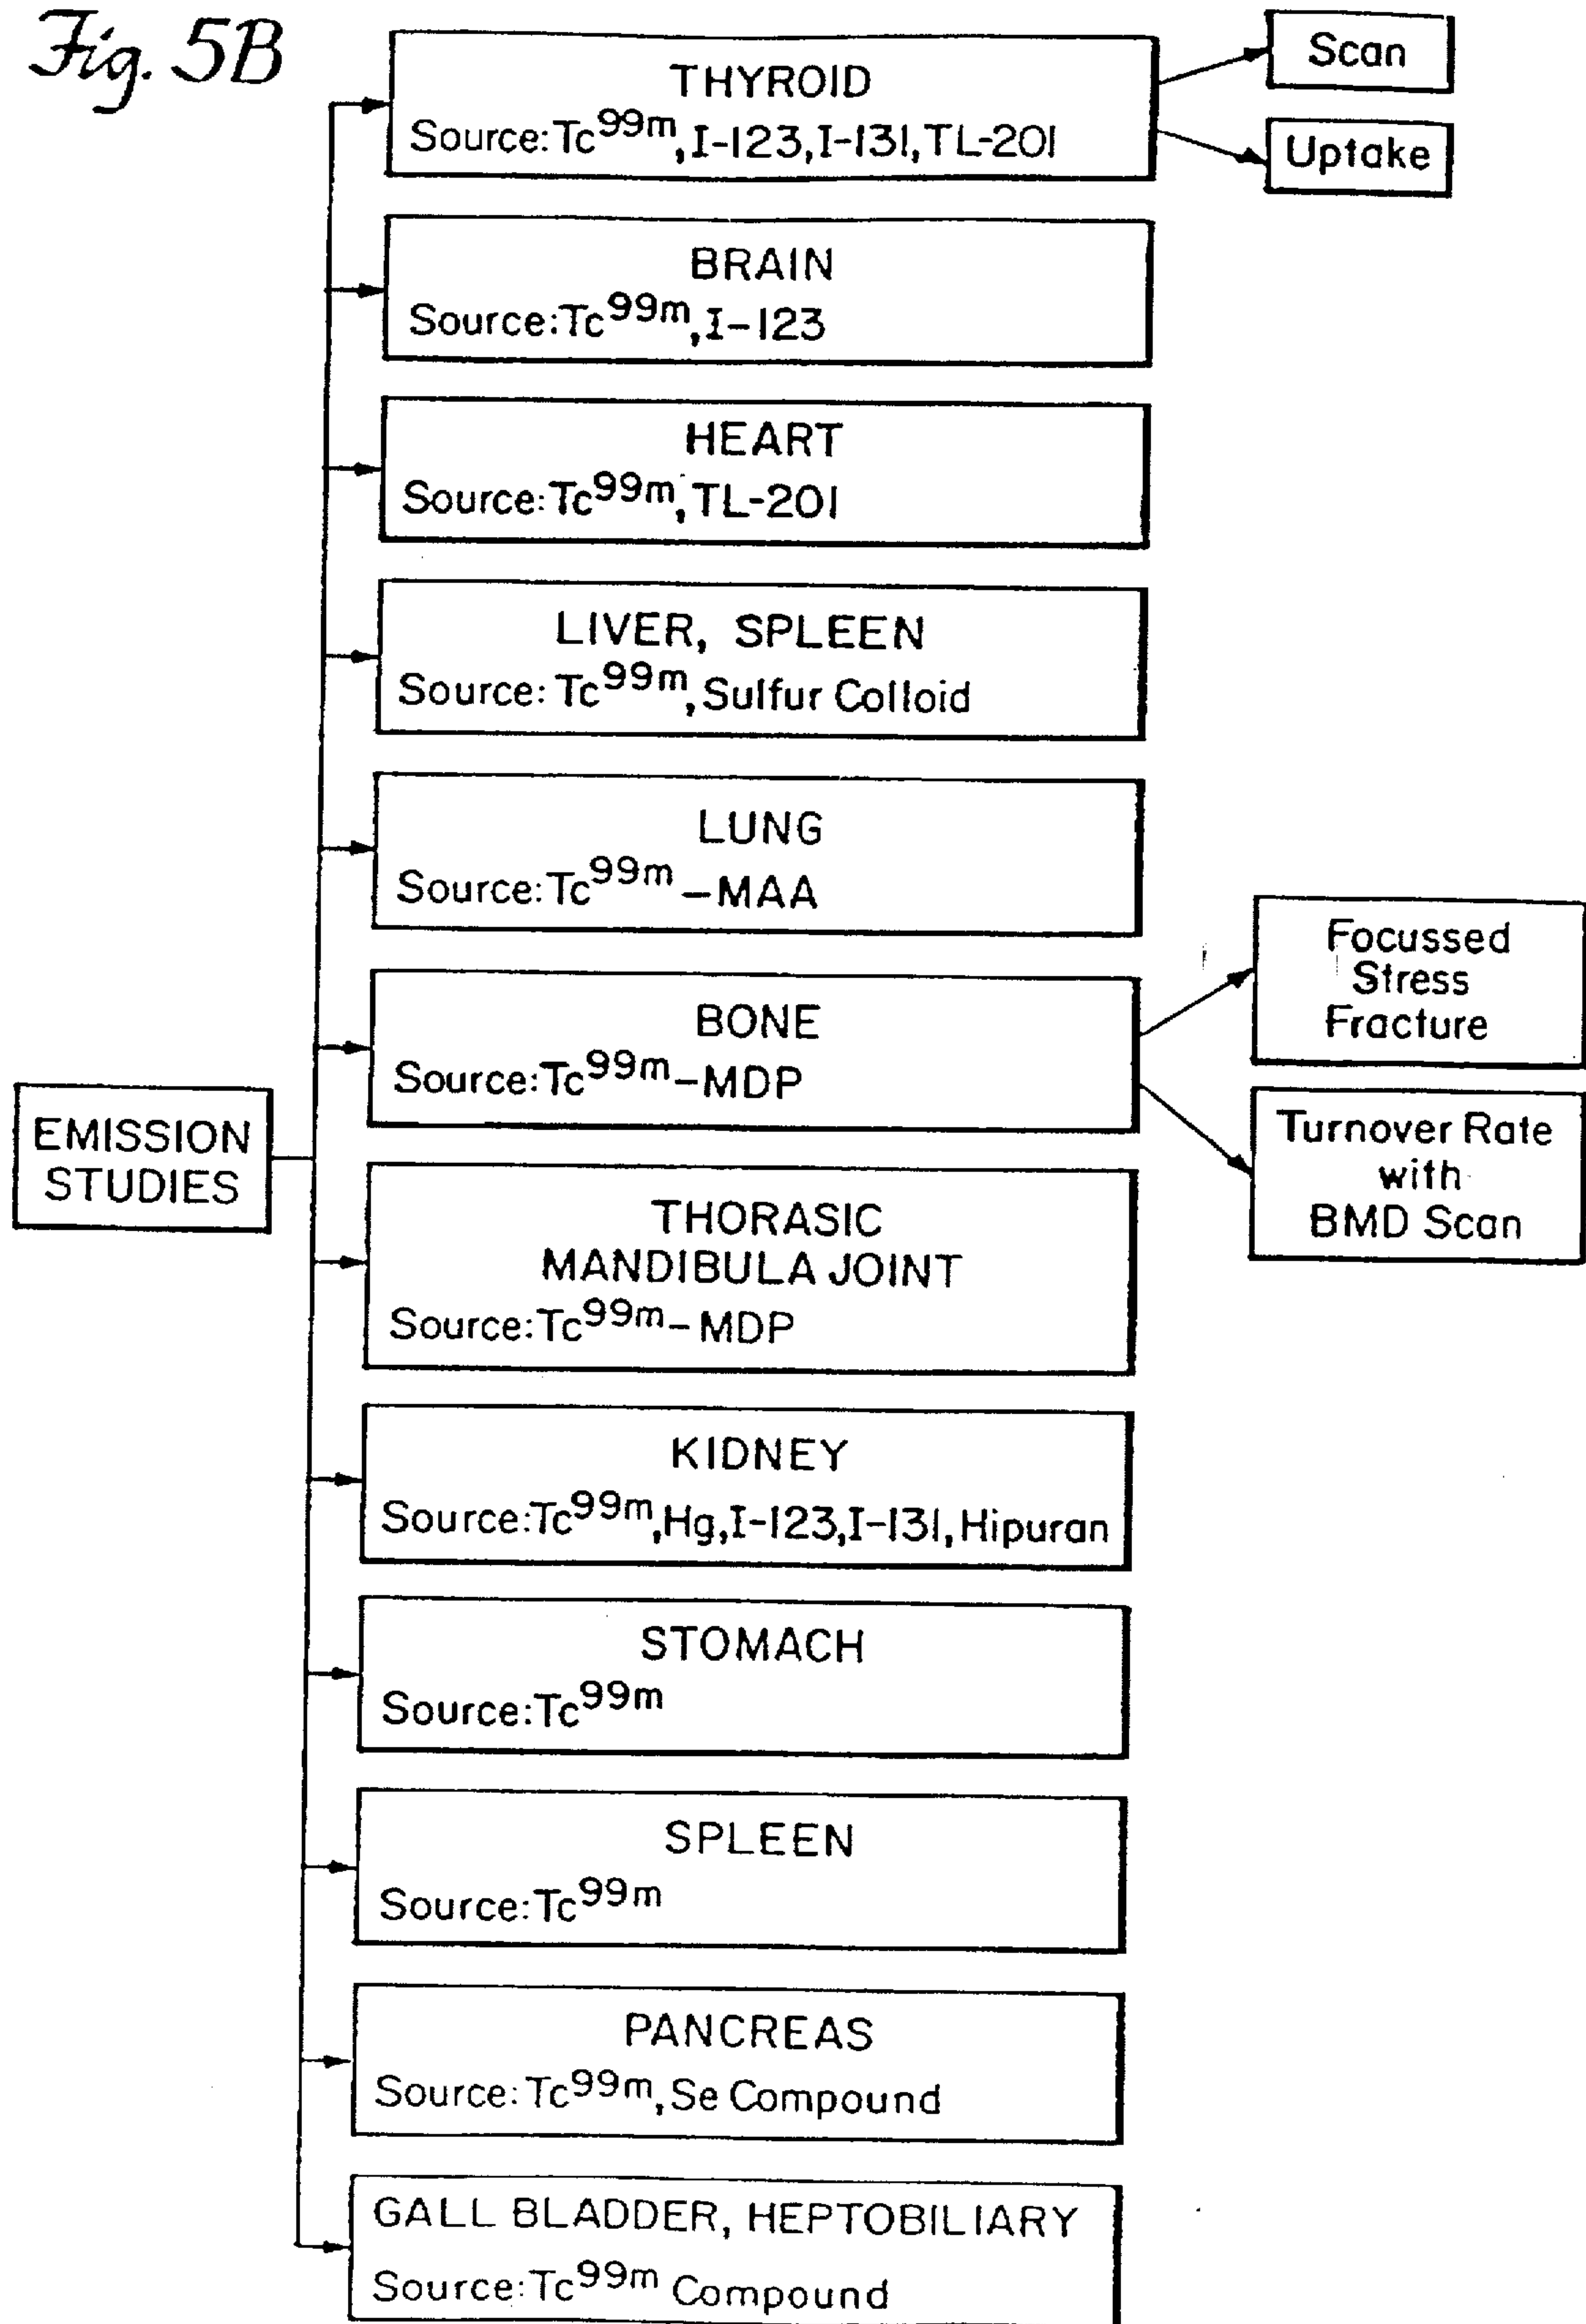 Fig. 5B
THYROID
Source: Tc99m, I-123, I-131, TL-201
Scan
Uptake
BRAIN
Source: Tc99m, I-123
HEART
Source: Tc99m, TL-201
LIVER, SPLEEN
Source: Tc99m, Sulfur Colloid
LUNG
Source: Tc99m -MAA
BONE
Source: Tc99m-MDP
Focussed
Stress
Fracture
Turnover Rate
with
BMD Scan
EMISSION
STUDIES
THORASIC
MANDIBULA JOINT
Source: Tc99m- MDP
KIDNEY
Source: Tc99m, Hg, I-123, I-131, Hipuran
STOMACH
Source: Tc99m
SPLEEN
Source: Tc99m
PANCREAS
Source: Tc99m, Se Compound
GALL BLADDER, HEPTOBILIARY
Source: Tc99m Compound